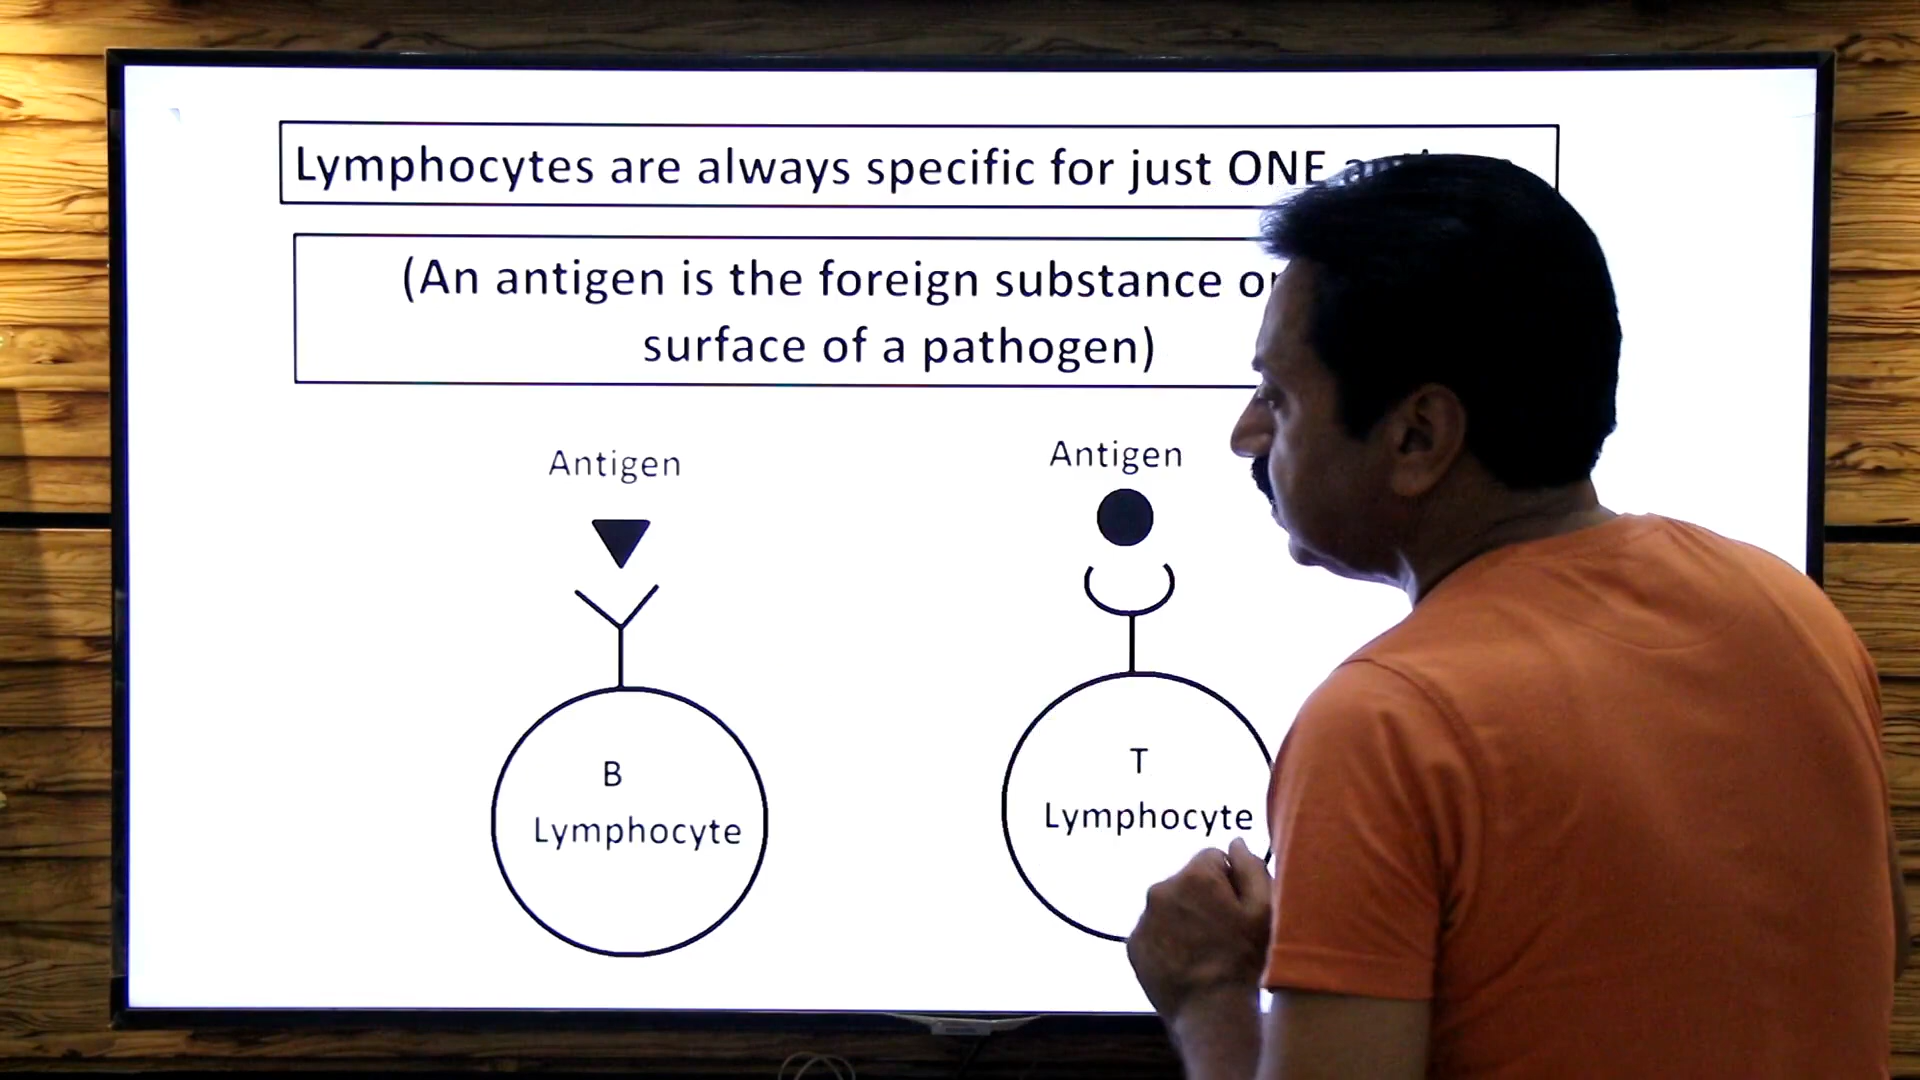 Lymphocytes are always specific for just ONE
(An antigen is the foreign substance
surface of a pathogen)
Antigen
Antigen
B
Lymphocyte
T
Lymphocyte